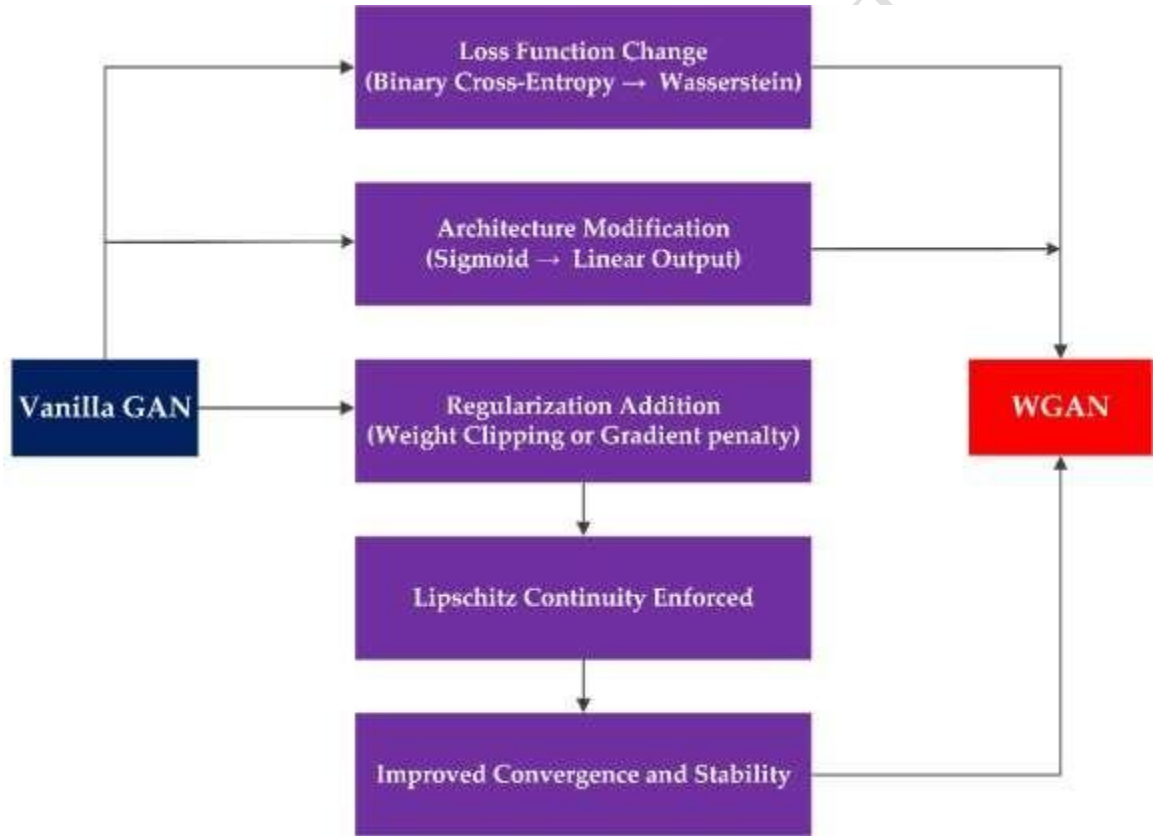 Loss Function Change
(Binary Cross-Entropy → Wasserstein)
Architecture Modification
(Sigmoid → Linear Output)
Vanilla GAN
Regularization Addition
(Weight Clipping or Gradient penalty)
WGAN
Lipschitz Continuity Enforced
Improved Convergence and Stability